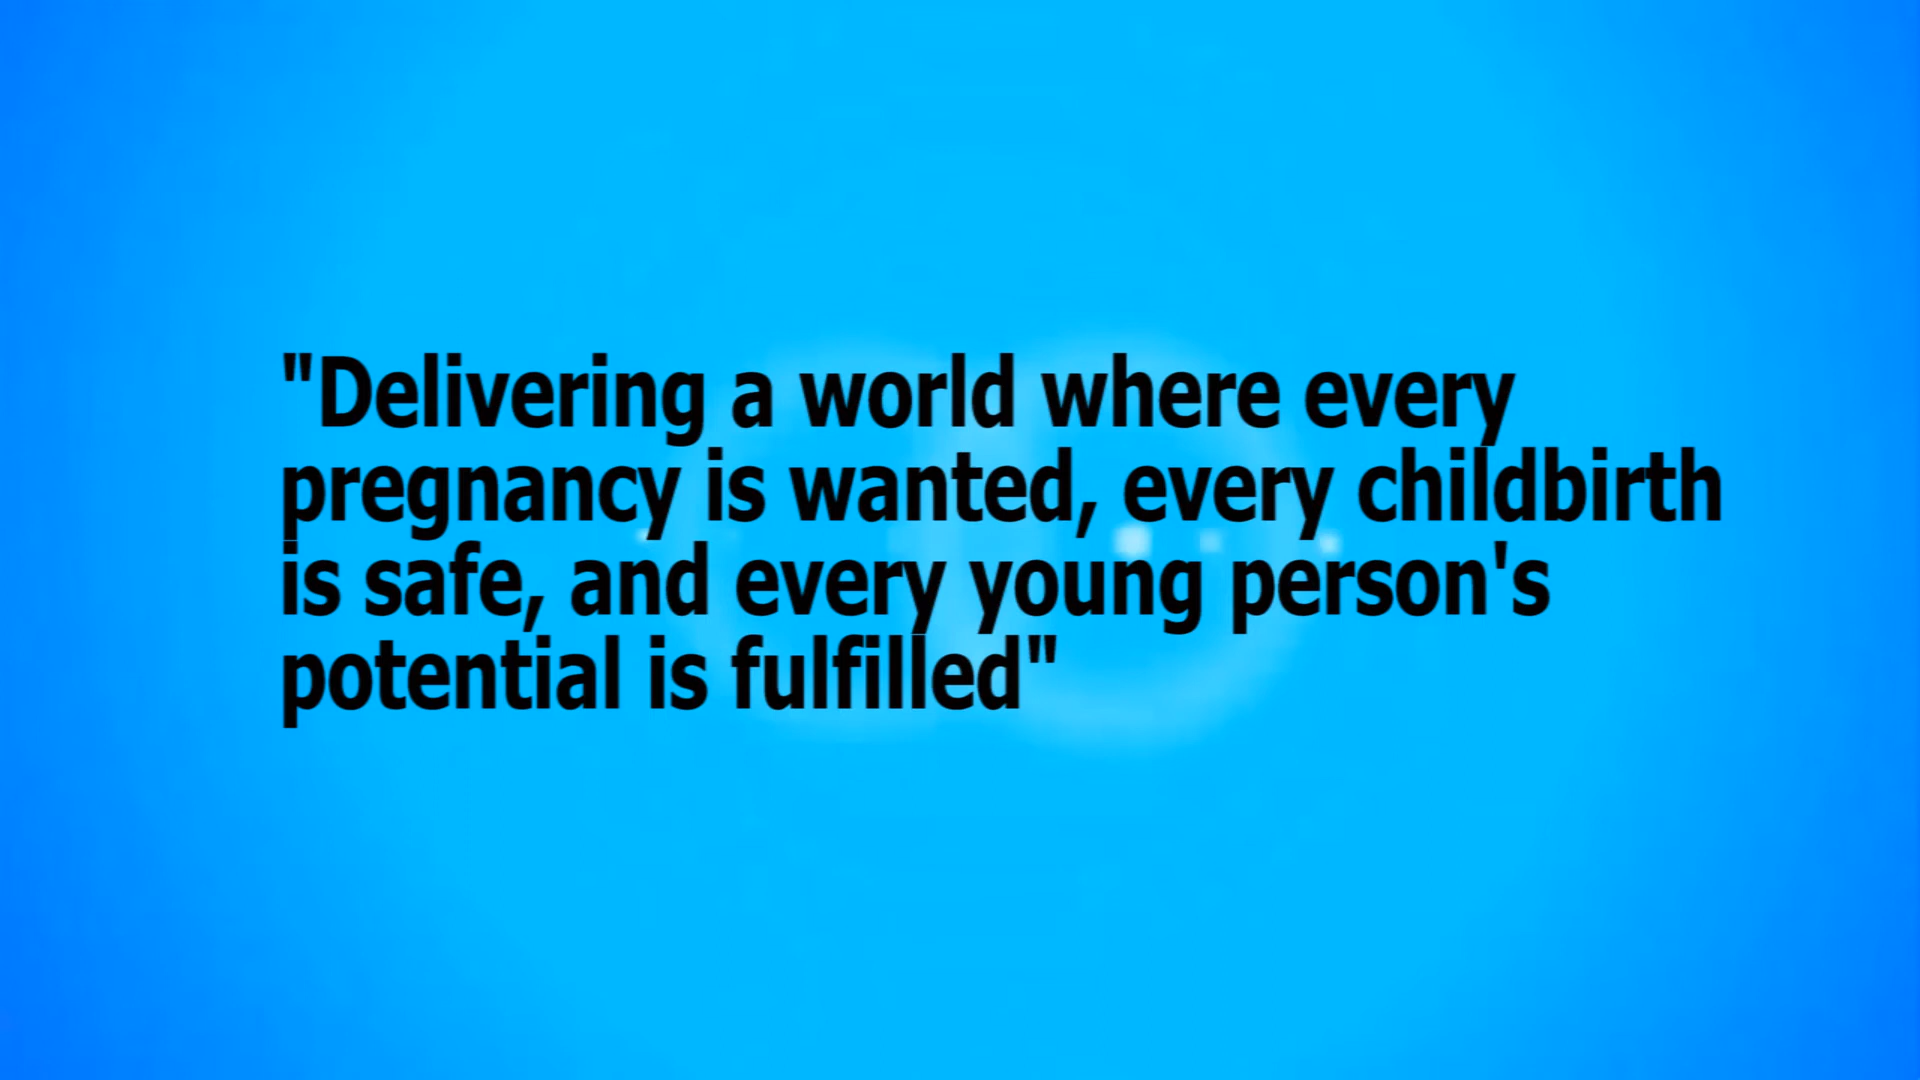 "Delivering a world where every
pregnancy is wanted, every childbirth
is safe, and every young person's
potential is fulfilled"